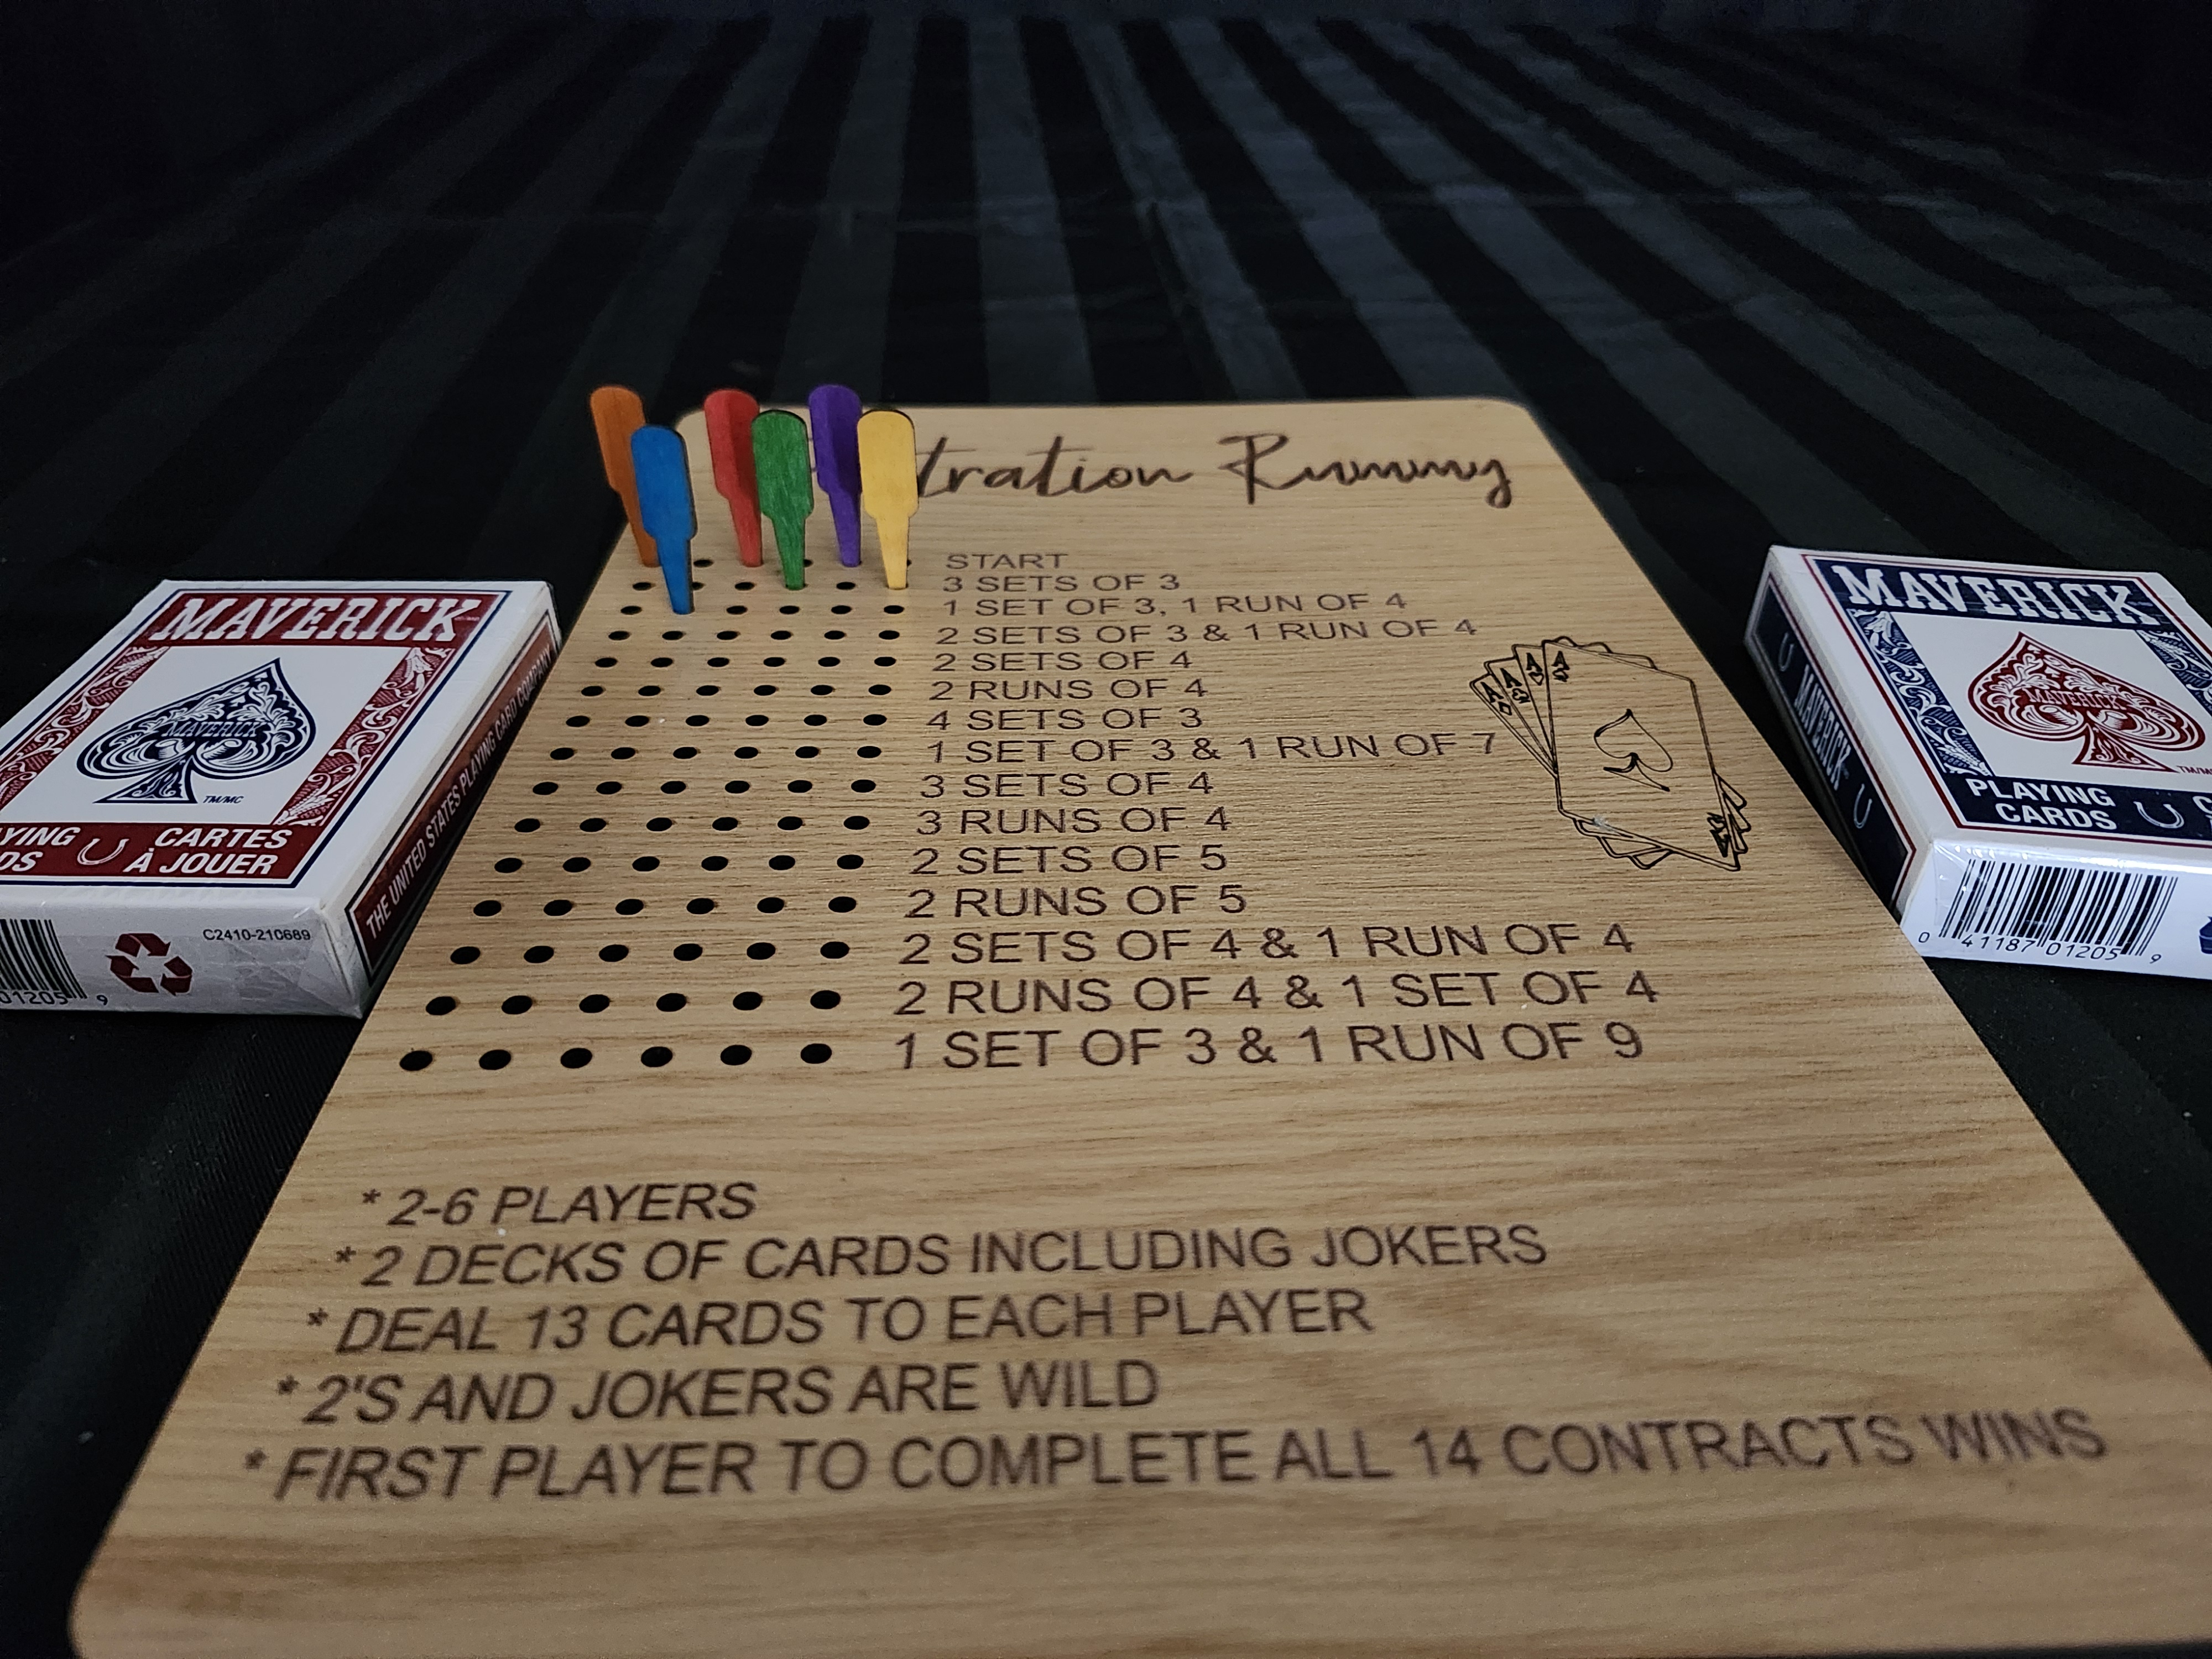 tration Rummy
START
3 SETS OF 3
1 SET OF 3, 1 RUN OF 4
2 SETS OF 3 & 1 RUN OF 4
2 SETS OF 4
2 RUNS OF 4
4 SETS OF 3
1 SET OF 3 & 1 RUN OF 7
3 SETS OF 4
3 RUNS OF 4
2 SETS OF 5
2 RUNS OF 5
2 SETS OF 4 & 1 RUN OF 4
2 RUNS OF 4 & 1 SET OF 4
1 SET OF 3 & 1 RUN OF 9
* 2-6 PLAYERS
* 2 DECKS OF CARDS INCLUDING JOKERS
* DEAL 13 CARDS TO EACH PLAYER
* 2'S AND JOKERS ARE WILD
* FIRST PLAYER TO COMPLETE ALL 14 CONTRACTS WINS
MAVERICK
MAVERICK
TM/MC
YING CARTES
DS À JOUER
THE UNITED STATES PLAYING CARD COMPANY
C2410-210689
01205 9
MAVERICK
MAVERICK
TM/M
PLAYING
CARDS
MAVERICK
0 41187 01205 9
A
A
A
A